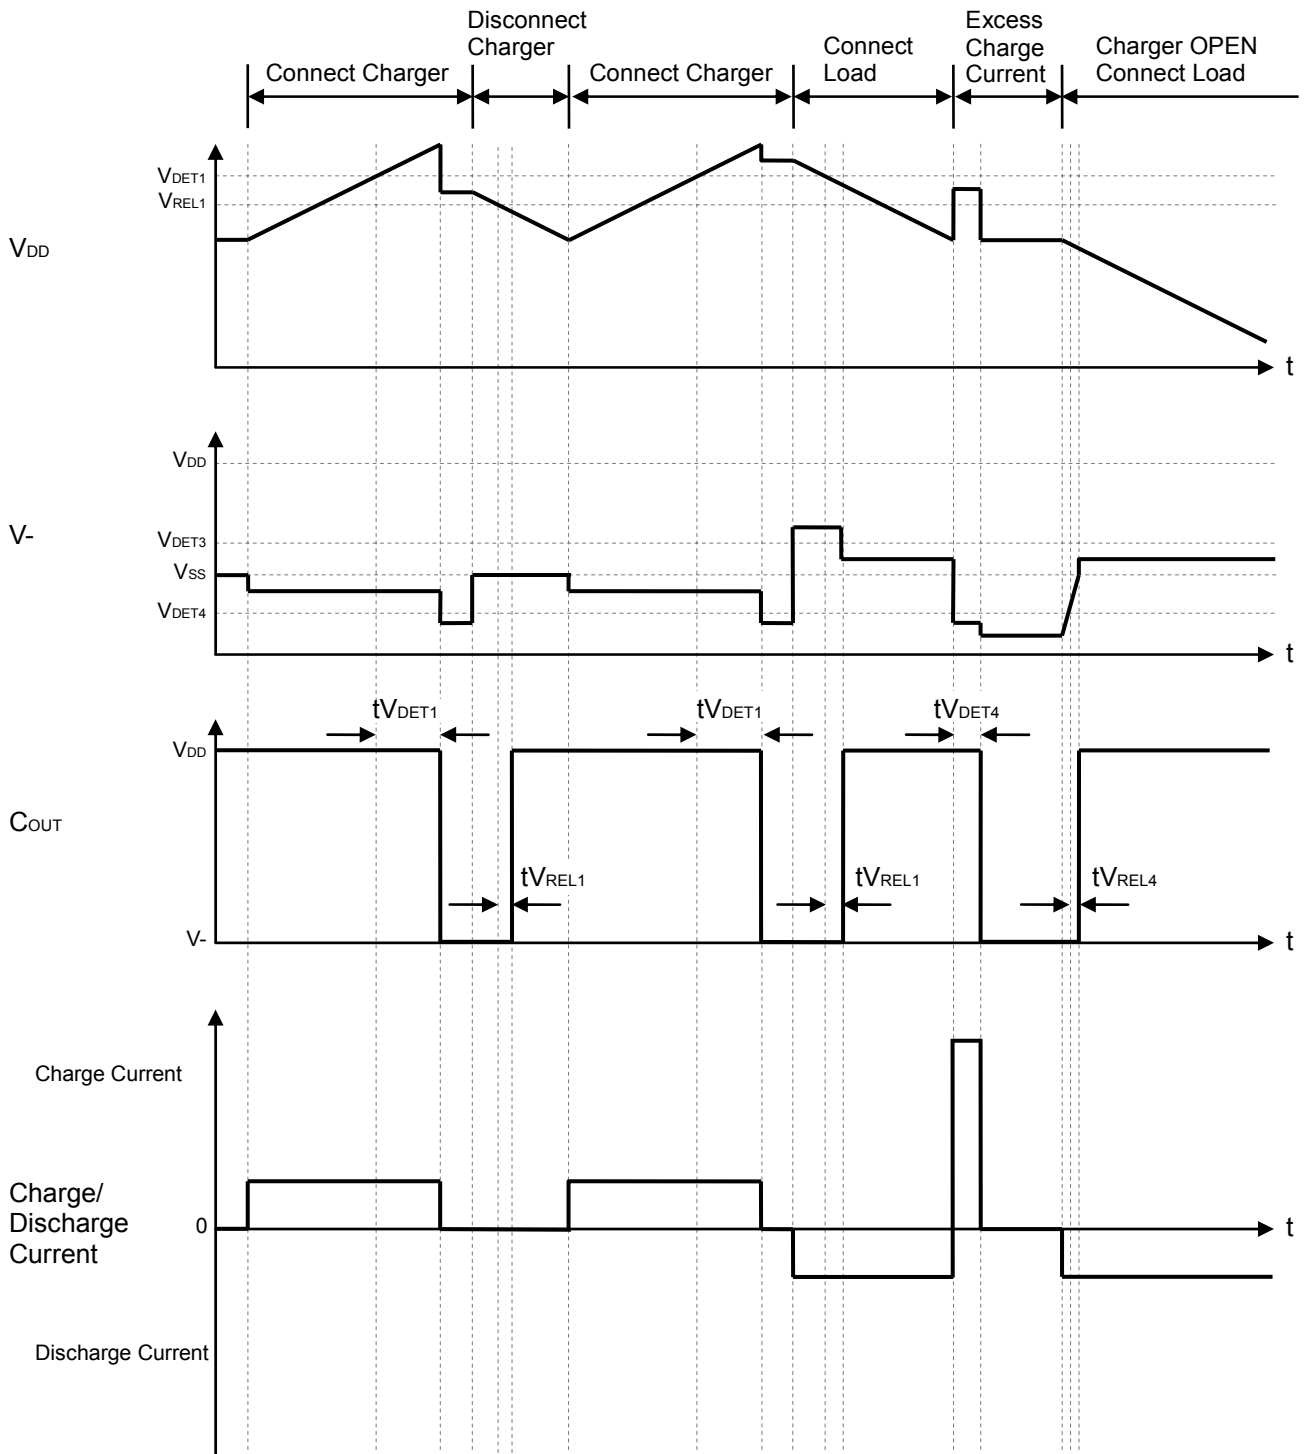 Disconnect
Charger
Excess
Charge
Current
Connect Charger
Connect Charger
Connect
Load
Charger OPEN
Connect Load
VDET1
VREL1
VDD
t
VDD
VDET3
V-
VSS
VDET4
t
tVDET1
tVDET1
tVDET4
VDD
COUT
tVREL1
tVREL1
tVREL4
V-
t
Charge Current
Charge/
Discharge
Current
0
t
Discharge Current